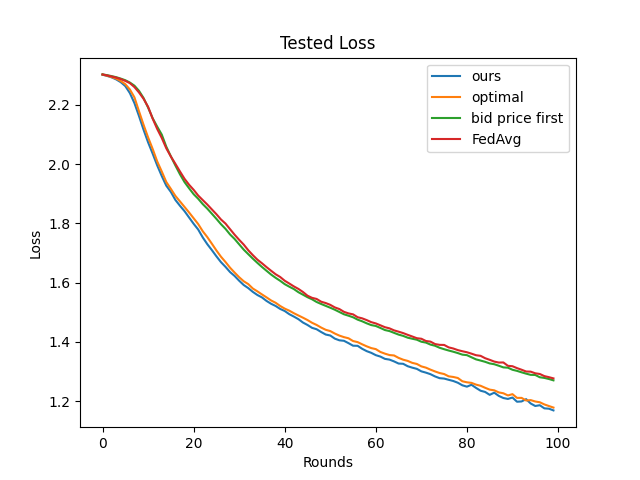 Tested Loss
ours
optimal
bid price first
FedAvg
2.2
2.0
1.8
1.6
1.4
1.2
Loss
0 20 40 60 80 100
Rounds